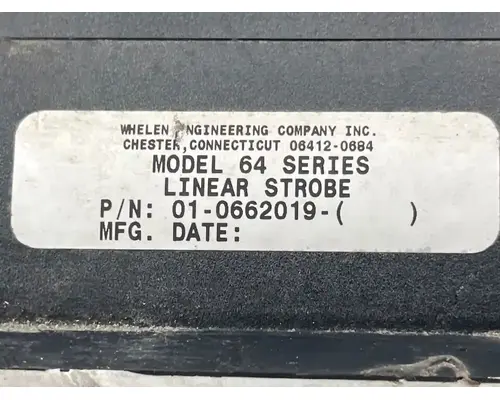 WHELEN ENGINEERING COMPANY INC.
CHESTER,CONNECTICUT 06412-0684
MODEL 64 SERIES
LINEAR STROBE
P/N: 01-0662019-(     )
MFG. DATE: